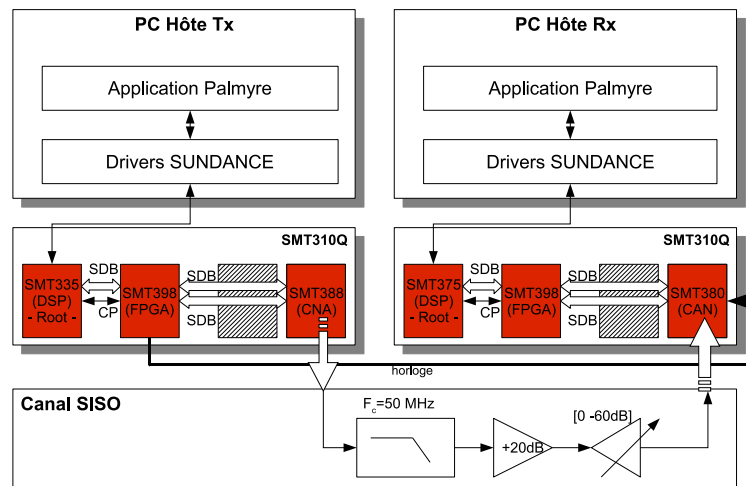 PC Hôte Tx
Application Palmyre
Drivers SUNDANCE
PC Hôte Rx
Application Palmyre
Drivers SUNDANCE
SMT310Q
SMT335
(DSP)
- Root -
SDB
CP
SMT398
(FPGA)
SDB
SDB
SMT388
(CNA)
SMT310Q
SMT375
(DSP)
- Root -
SDB
CP
SMT398
(FPGA)
SDB
SDB
SMT380
(CAN)
horloge
Canal SISO
Fc=50 MHz
+20dB
[0 -60dB]